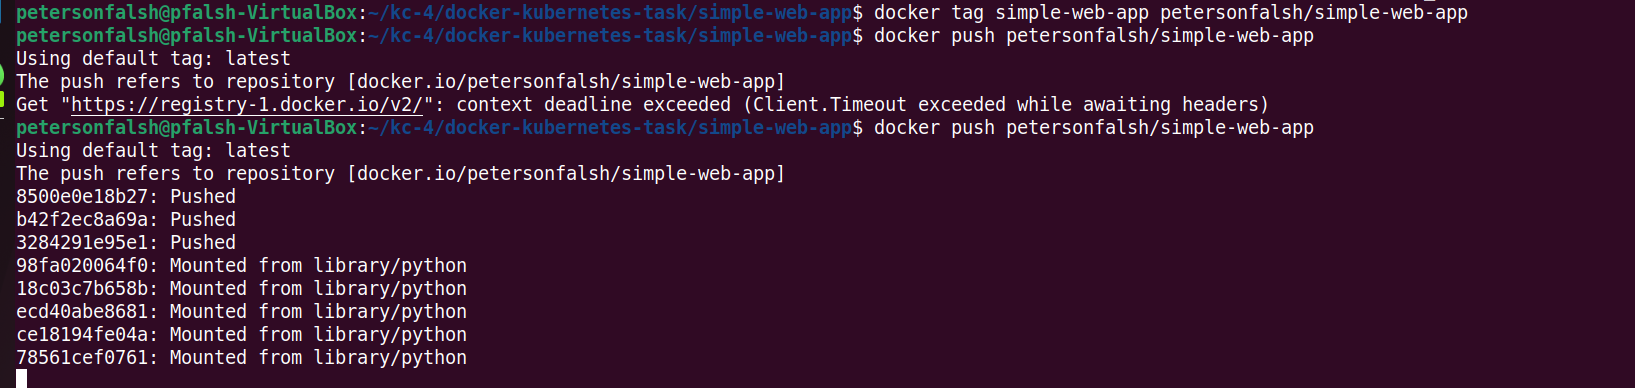 petersonfalsh@pfalsh-VirtualBox:~/kc-4/docker-kubernetes-task/simple-web-app$ docker tag simple-web-app petersonfalsh/simple-web-app
petersonfalsh@pfalsh-VirtualBox:~/kc-4/docker-kubernetes-task/simple-web-app$ docker push petersonfalsh/simple-web-app
Using default tag: latest
The push refers to repository [docker.io/petersonfalsh/simple-web-app]
Get "https://registry-1.docker.io/v2/": context deadline exceeded (Client.Timeout exceeded while awaiting headers)
petersonfalsh@pfalsh-VirtualBox:~/kc-4/docker-kubernetes-task/simple-web-app$ docker push petersonfalsh/simple-web-app
Using default tag: latest
The push refers to repository [docker.io/petersonfalsh/simple-web-app]
8500e0e18b27: Pushed
b42f2ec8a69a: Pushed
3284291e95e1: Pushed
98fa020064f0: Mounted from library/python
18c03c7b658b: Mounted from library/python
ecd40abe8681: Mounted from library/python
ce18194fe04a: Mounted from library/python
78561cef0761: Mounted from library/python